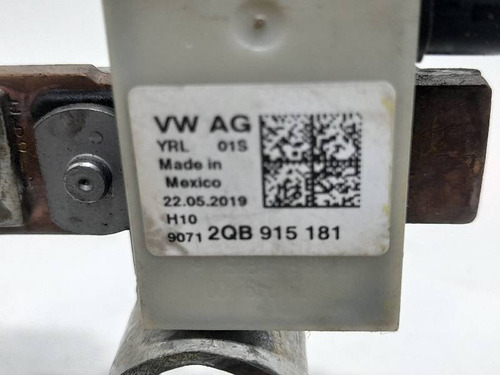 VW AG
YRL 01S
Made in
Mexico
22.05.2019
H10
9071 2QB 915 181